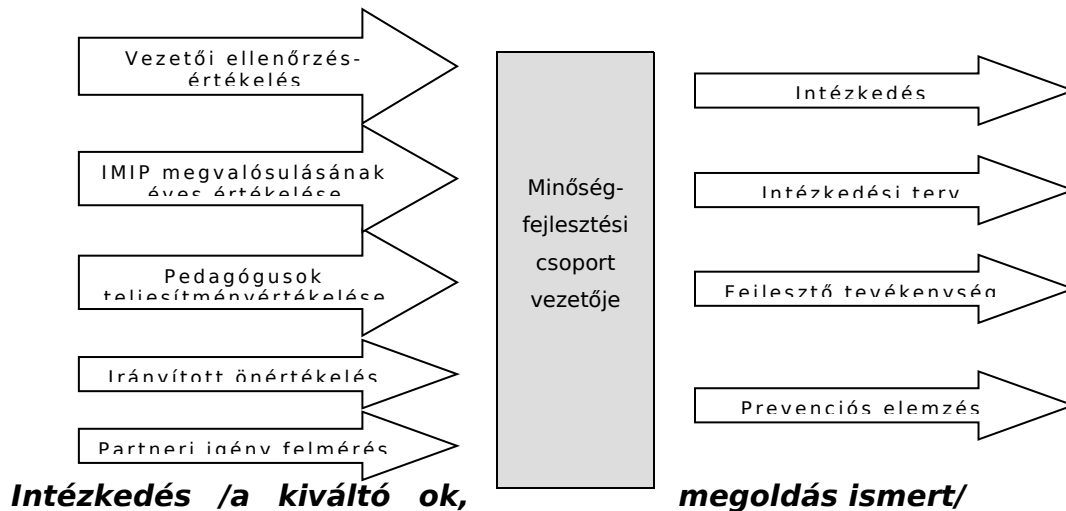 Vezetői ellenőrzés-
értékelés
IMIP megvalósulásának
éves értékelése
Pedagógusok
teljesítményértékelése
Irányított önértékelés
Partneri igény felmérés
Minőség-
fejlesztési
csoport
vezetője
Intézkedés
Intézkedési terv
Fejlesztő tevékenység
Prevenciós elemzés
Intézkedés /a kiváltó ok, megoldás ismert/